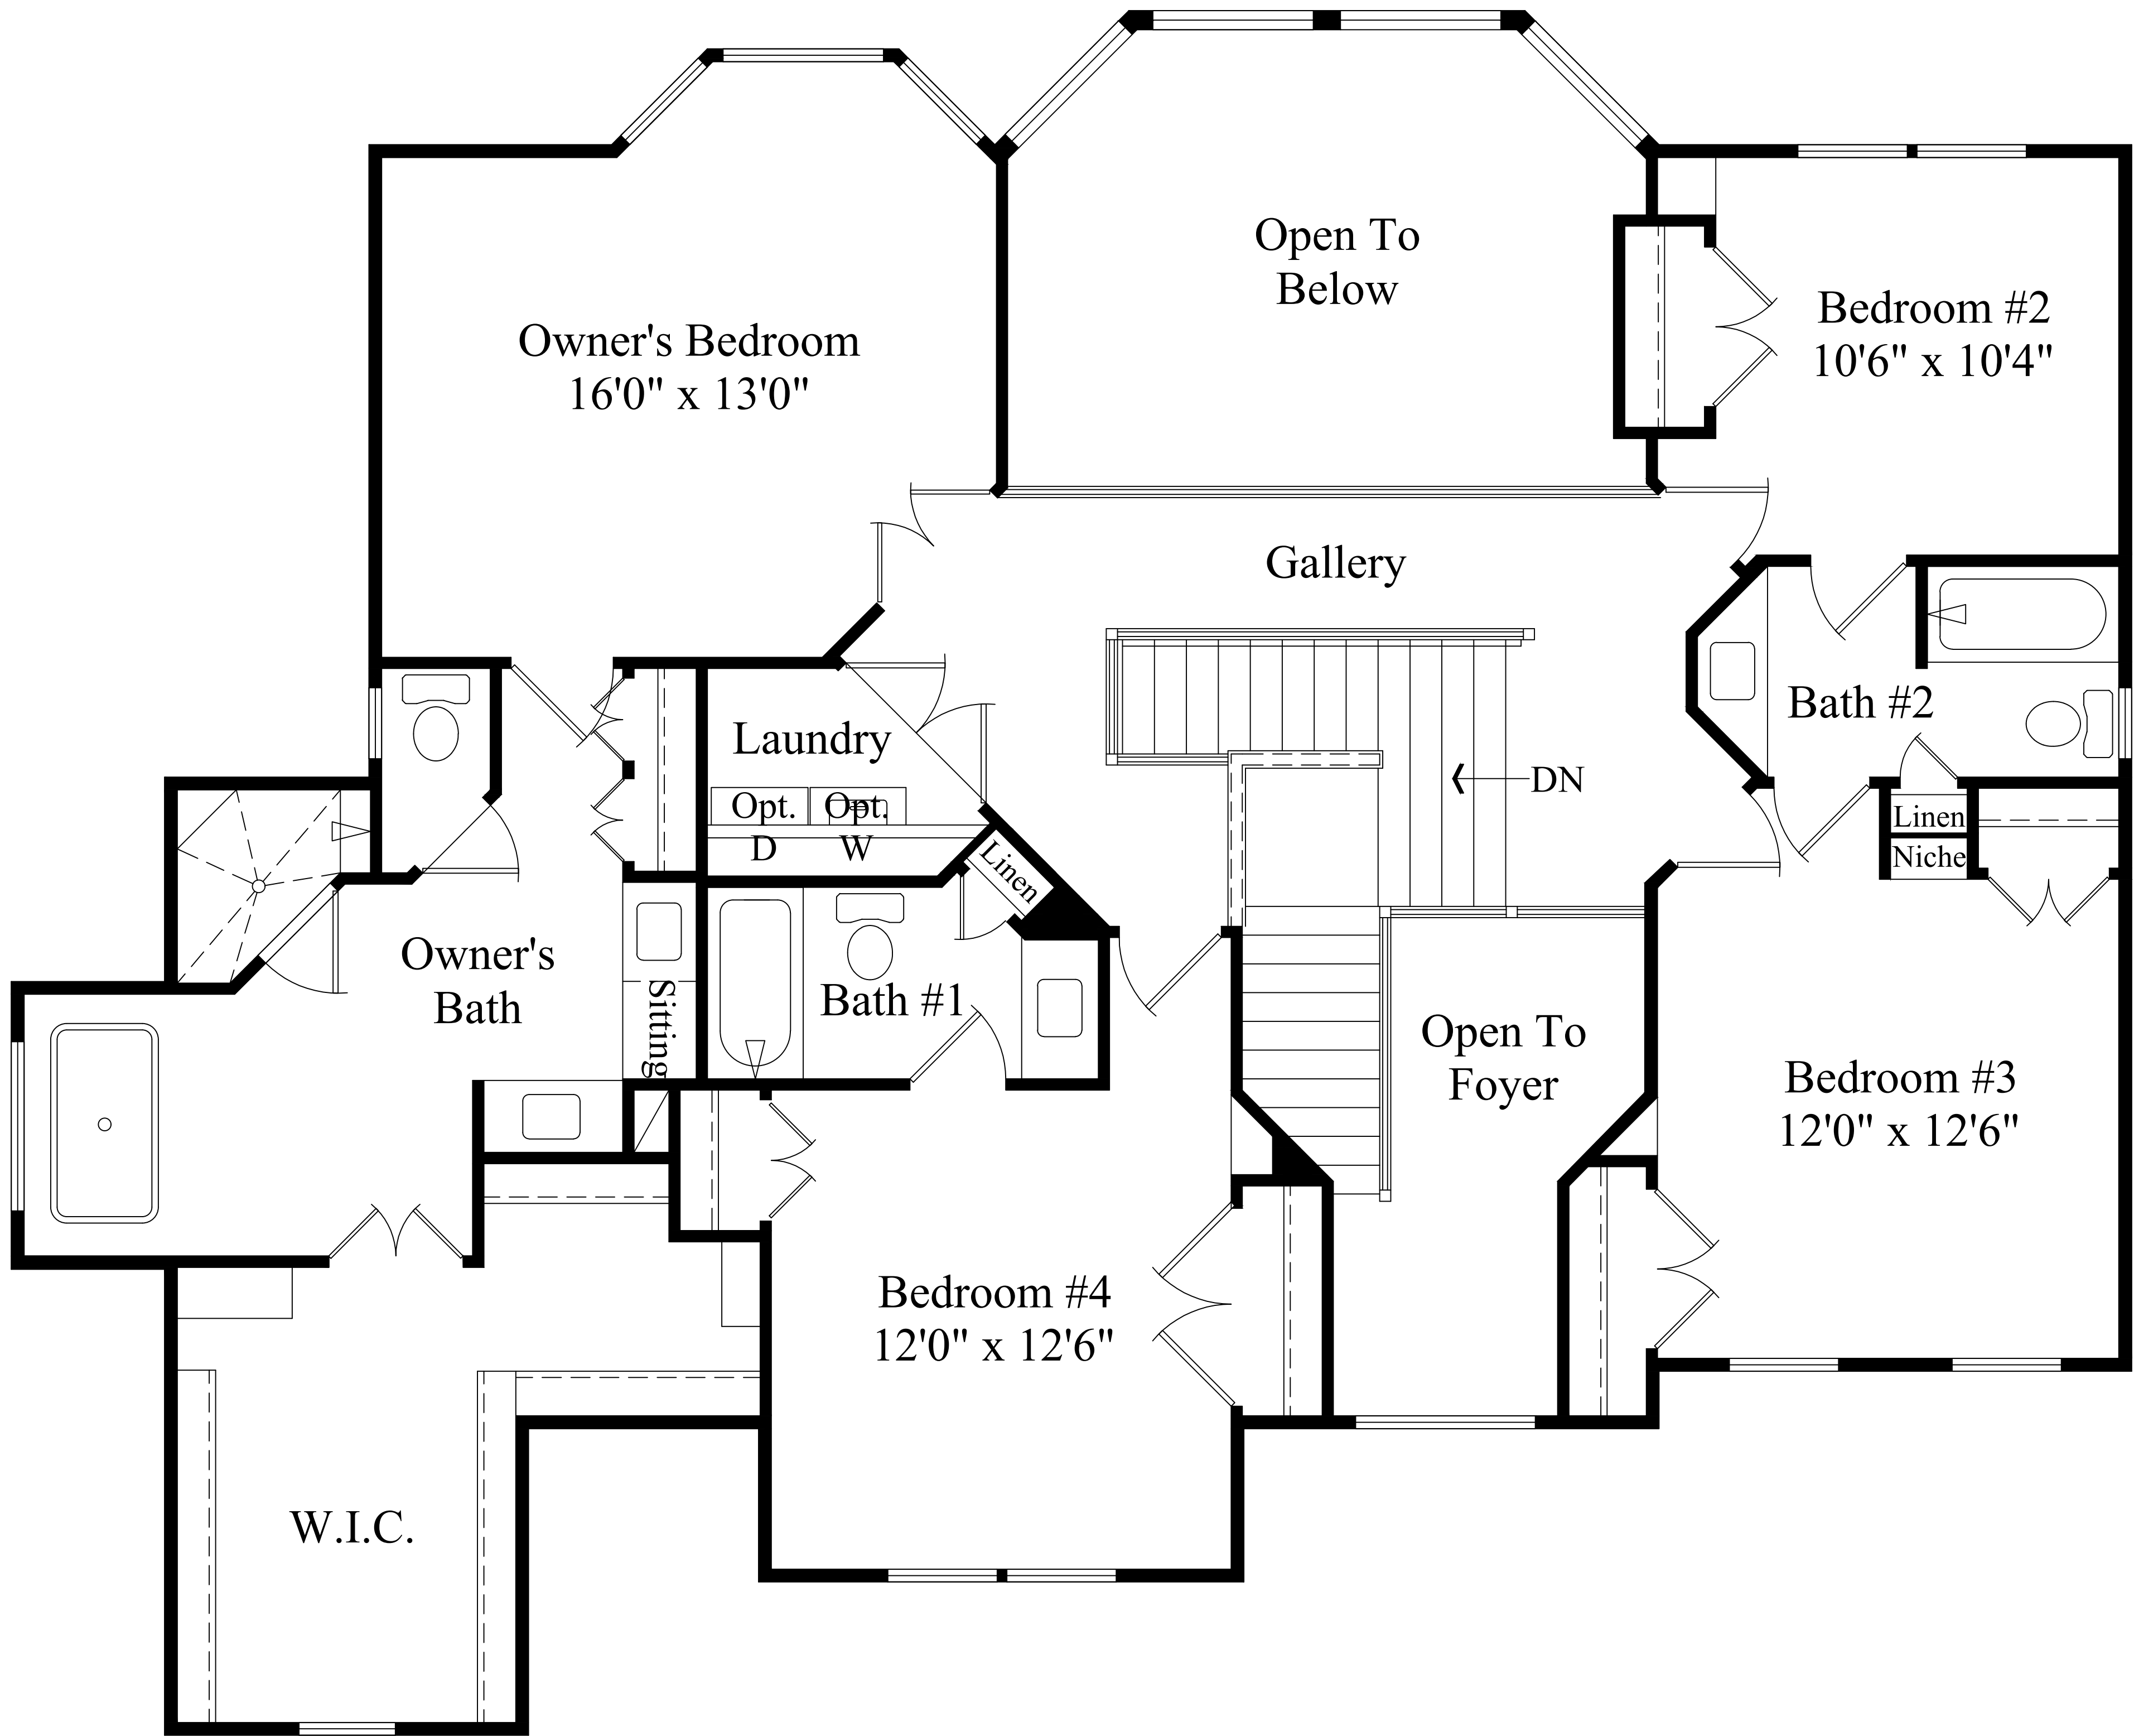 Open To
Below
Owner's Bedroom
16'0" x 13'0"
Bedroom #2
10'6" x 10'4"
Gallery
Laundry
Opt.
D
Opt.
W
Linen
DN
Bath #2
Linen
Niche
Owner's
Bath
Sitting
Bath #1
Open To
Foyer
Bedroom #3
12'0" x 12'6"
Bedroom #4
12'0" x 12'6"
W.I.C.